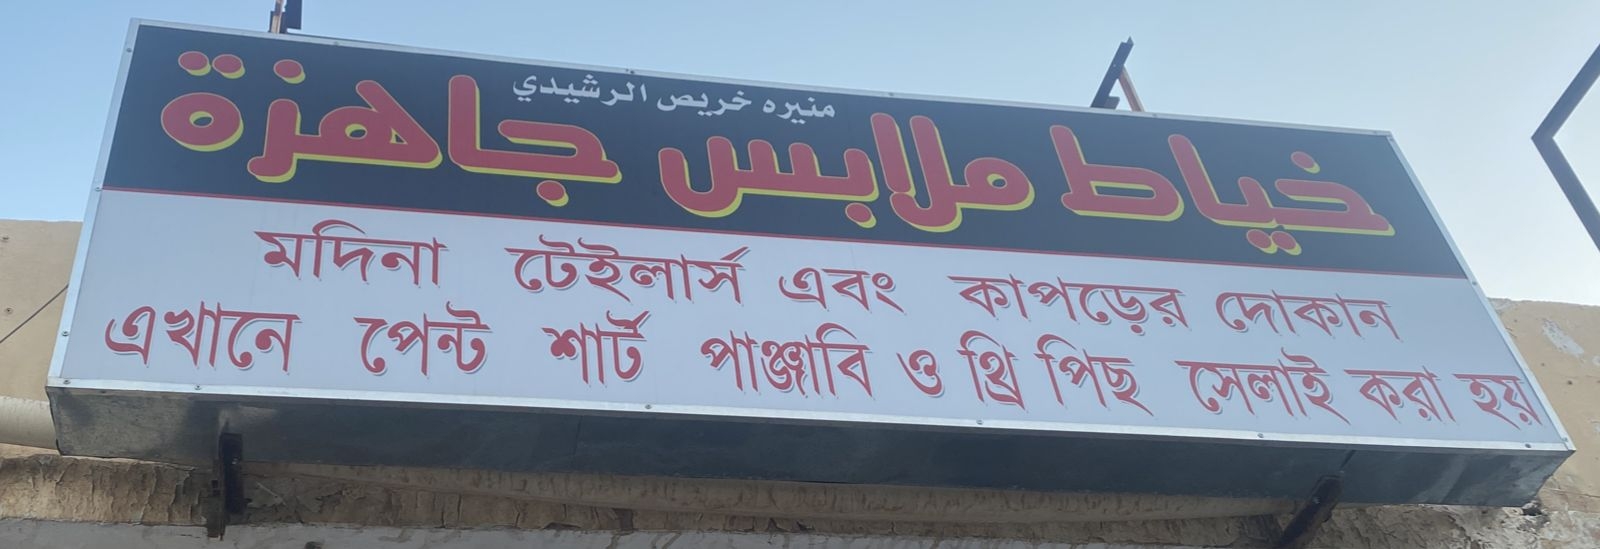 منيره خريص الرشيدي
خياط ملابس جاهزة
মদিনা টেইলার্স এবং কাপড়ের দোকান
এখানে পেন্ট শার্ট পাঞ্জাবি ও থ্রি পিছ সেলাই করা হয়